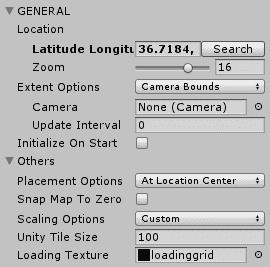 GENERAL
Location
Latitude Longitu 36.7184, Search
Zoom 16
Extent Options Camera Bounds
Camera None (Camera)
Update Interval 0
Initialize On Start
Others
Placement Options At Location Center
Snap Map To Zero
Scaling Options Custom
Unity Tile Size 100
Loading Texture loadinggrid